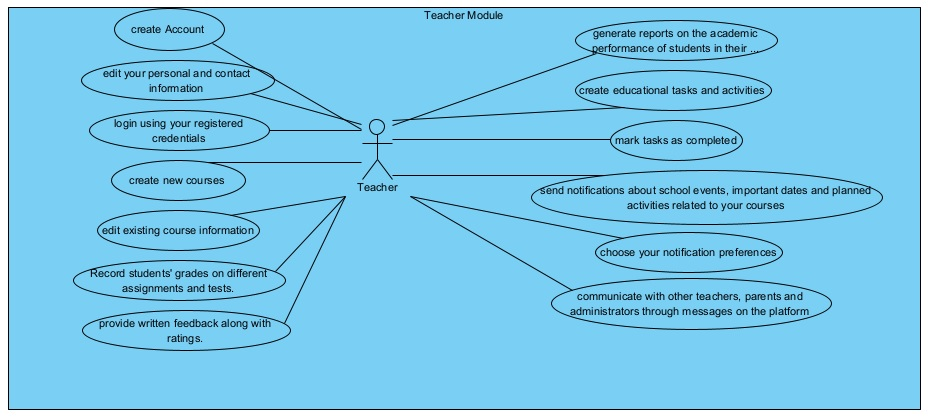 Teacher Module
create Account
edit your personal and contact
information
login using your registered
credentials
create new courses
edit existing course information
Record students' grades on different
assignments and tests.
provide written feedback along with
ratings.
Teacher
generate reports on the academic
performance of students in their ...
create educational tasks and activities
mark tasks as completed
send notifications about school events, important dates and planned
activities related to your courses
choose your notification preferences
communicate with other teachers, parents and
administrators through messages on the platform